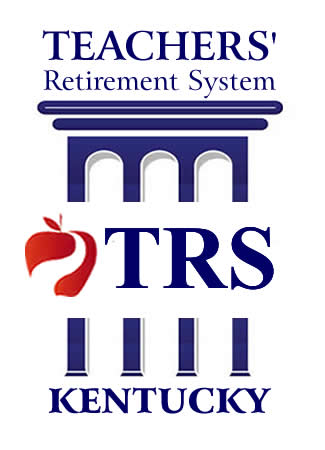 TEACHERS'
Retirement System
TRS
KENTUCKY